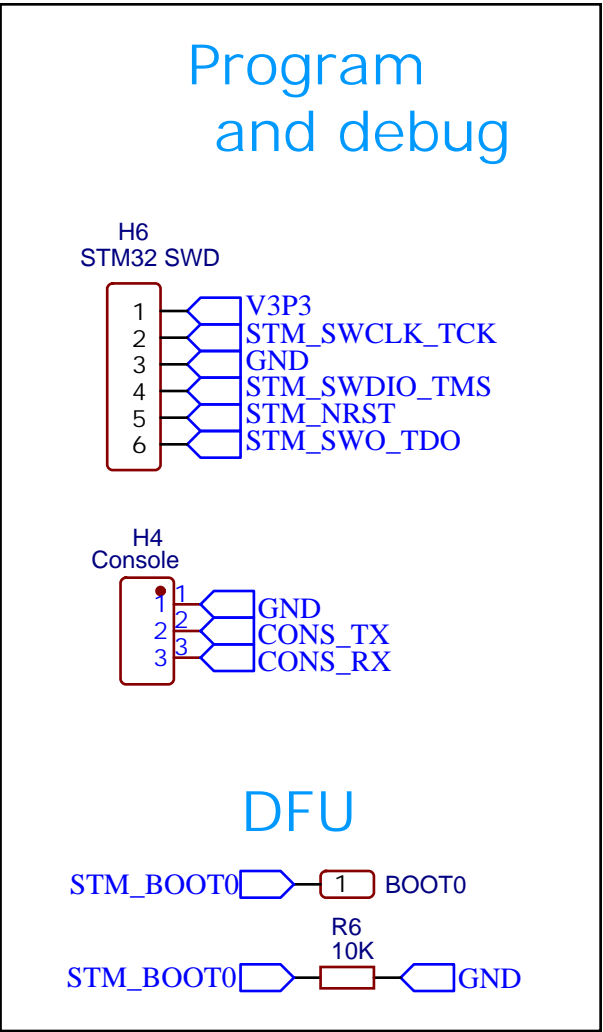 Program
and debug
H6
STM32 SWD
1 V3P3
2 STM_SWCLK_TCK
3 GND
4 STM_SWDIO_TMS
5 STM_NRST
6 STM_SWO_TDO
H4
Console
1 1 GND
2 2 CONS_TX
3 3 CONS_RX
DFU
STM_BOOT0 1 BOOT0
R6
10K
STM_BOOT0 GND